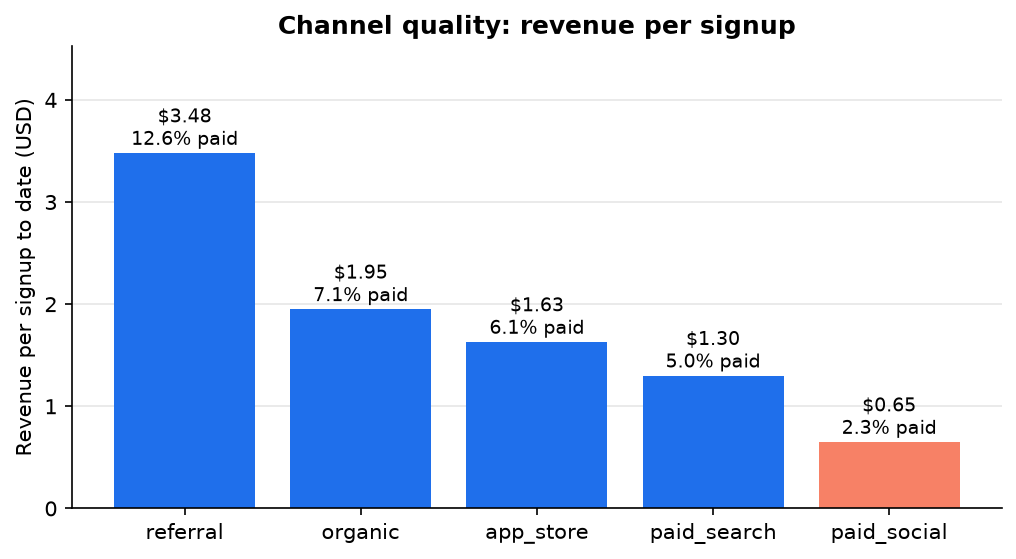 Channel quality: revenue per signup
Revenue per signup to date (USD)
4
3
2
1
0
$3.48
12.6% paid
$1.95
7.1% paid
$1.63
6.1% paid
$1.30
5.0% paid
$0.65
2.3% paid
referral
organic
app_store
paid_search
paid_social